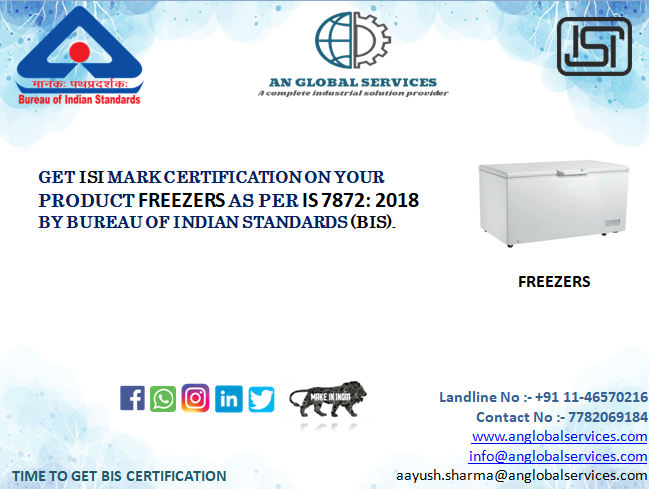 मानकः पथप्रदर्शकः
Bureau of Indian Standards
AN GLOBAL SERVICES
A complete industrial solution provider
ISI
GET ISI MARK CERTIFICATION ON YOUR
PRODUCT FREEZERS AS PER IS 7872: 2018
BY BUREAU OF INDIAN STANDARDS (BIS).
FREEZERS
MAKE IN INDIA
Landline No :- +91 11-46570216
Contact No :- 7782069184
www.anglobalservices.com
info@anglobalservices.com
aayush.sharma@anglobalservices.com
TIME TO GET BIS CERTIFICATION